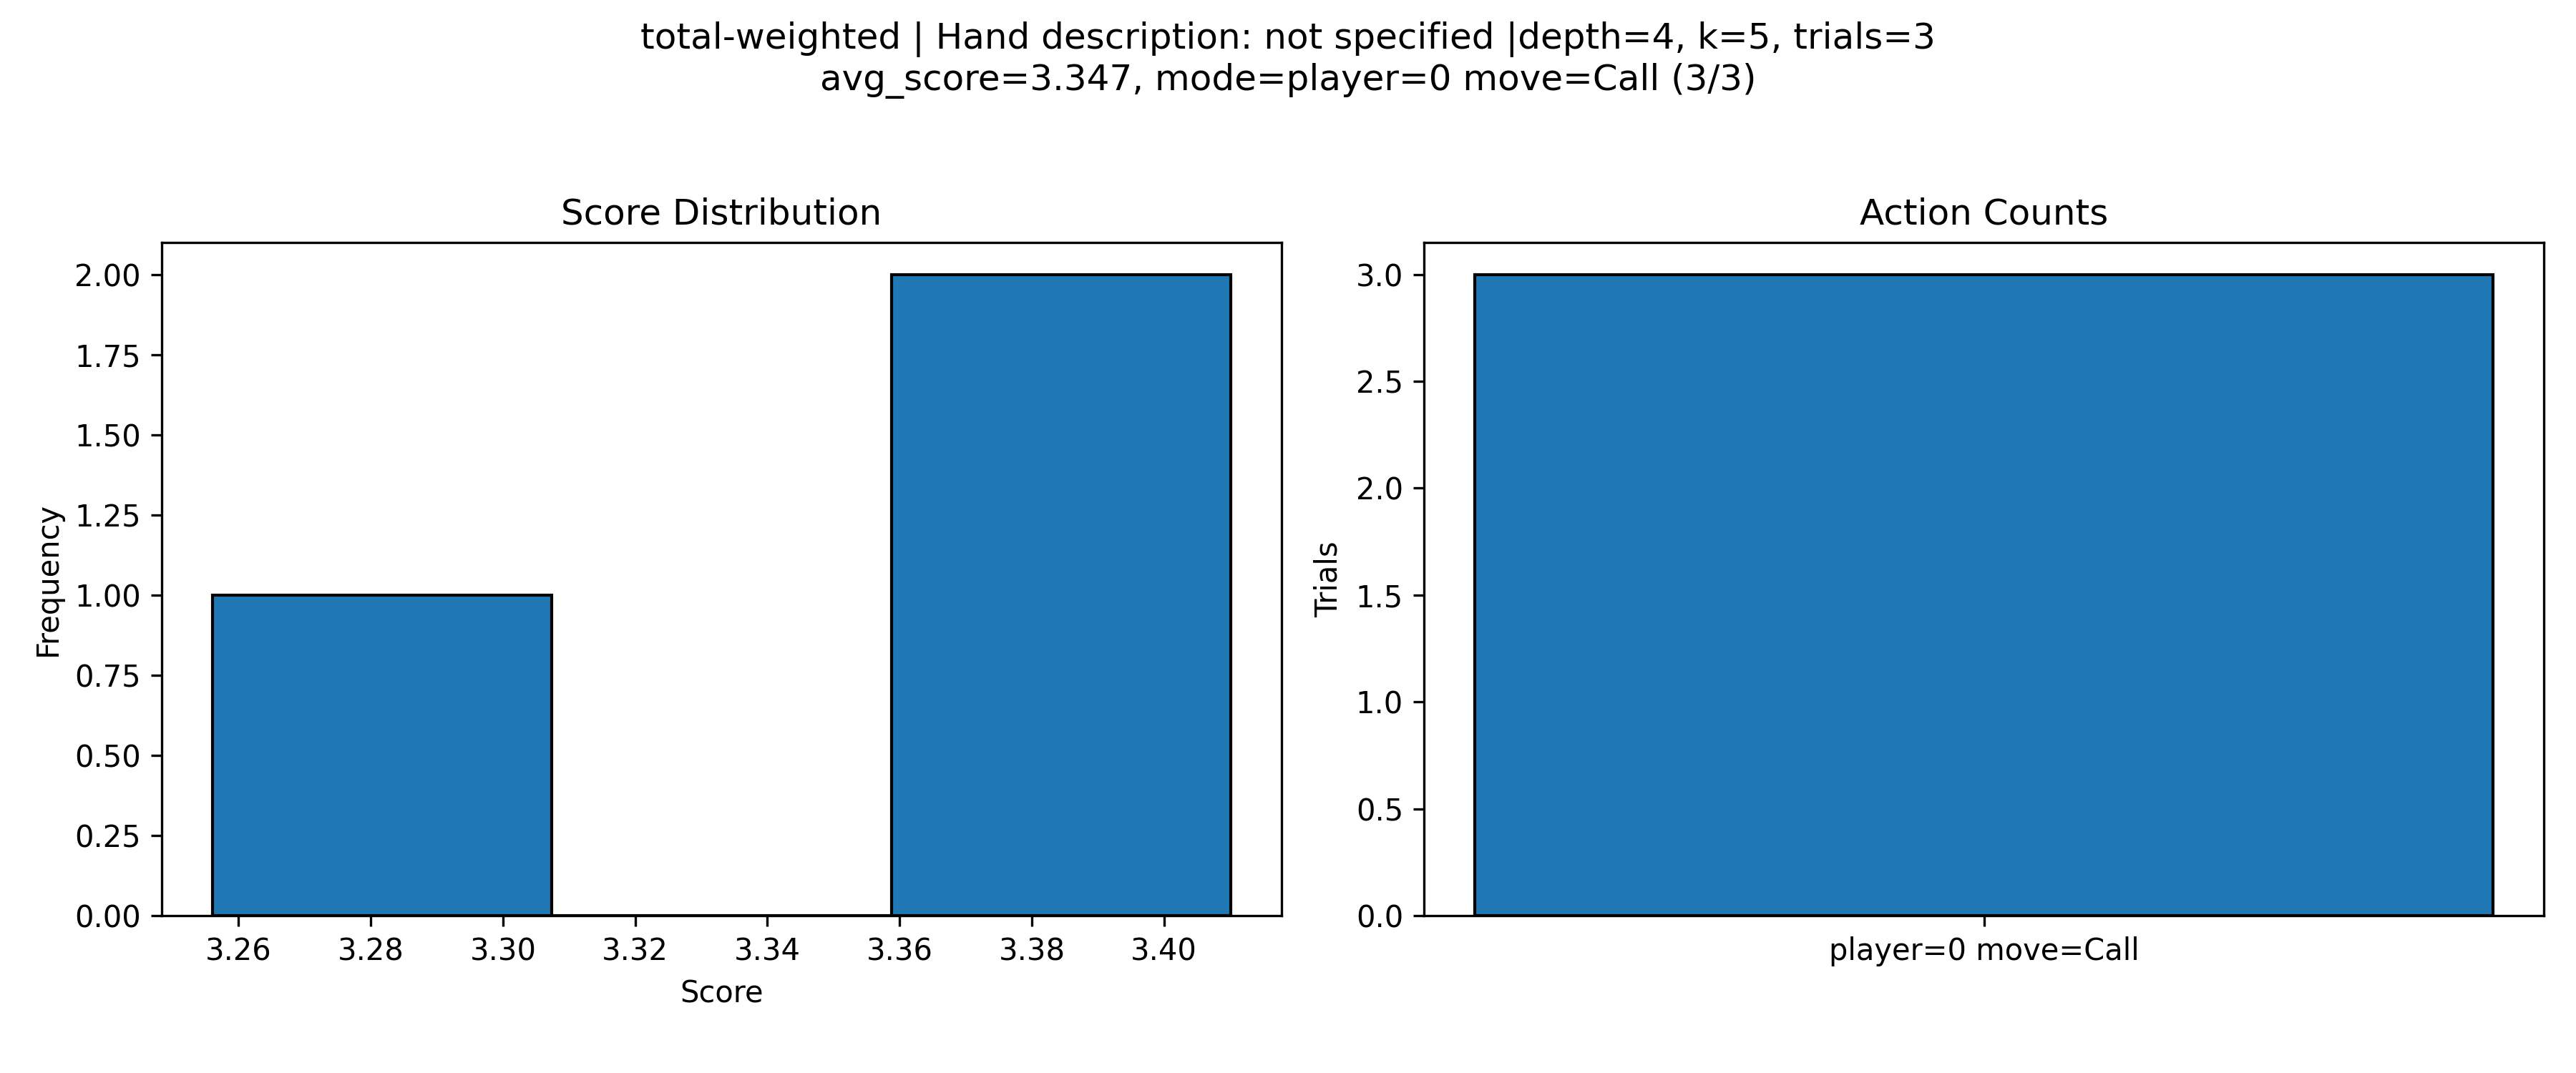 total-weighted | Hand description: not specified |depth=4, k=5, trials=3
avg_score=3.347, mode=player=0 move=Call (3/3)
Score Distribution
Frequency
2.00
1.75
1.50
1.25
1.00
0.75
0.50
0.25
0.00
3.26 3.28 3.30 3.32 3.34 3.36 3.38 3.40
Score
Action Counts
Trials
3.0
2.5
2.0
1.5
1.0
0.5
0.0
player=0 move=Call